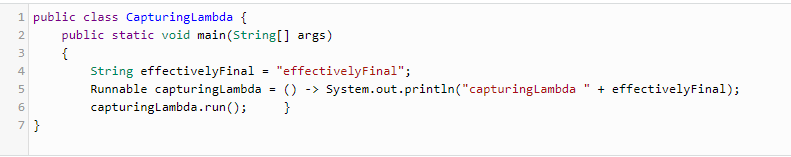 1 public class CapturingLambda {
2     public static void main(String[] args)
3     {
4         String effectivelyFinal = "effectivelyFinal";
5         Runnable capturingLambda = () -> System.out.println("capturingLambda " + effectivelyFinal);
6         capturingLambda.run();     }
7 }